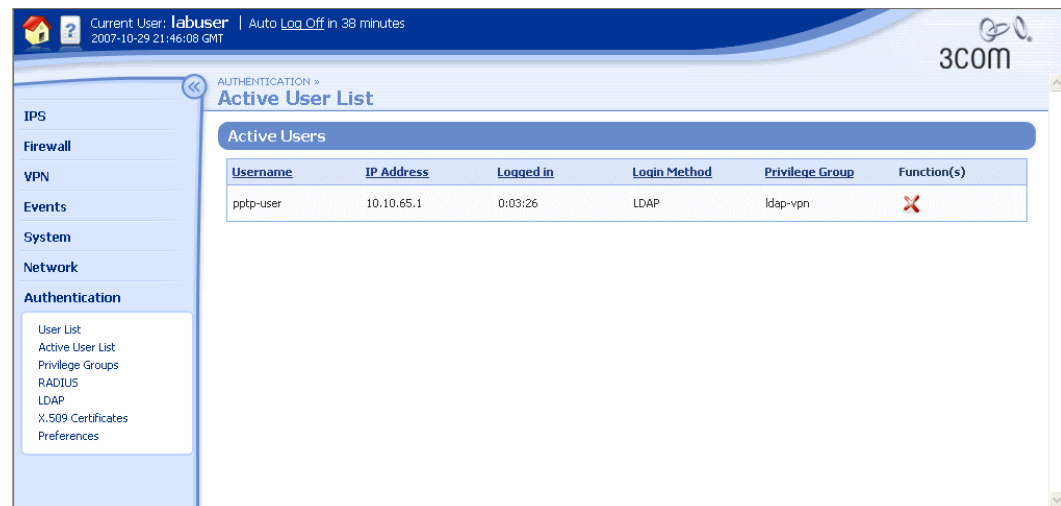 Current User: labuser | Auto Log Off in 38 minutes
2007-10-29 21:46:08 GMT
3COM
AUTHENTICATION »
Active User List
IPS
Firewall
VPN
Events
System
Network
Authentication
User List
Active User List
Privilege Groups
RADIUS
LDAP
X.509 Certificates
Preferences
Active Users
Username IP Address Logged in Login Method Privilege Group Function(s)
pptp-user 10.10.65.1 0:03:26 LDAP ldap-vpn